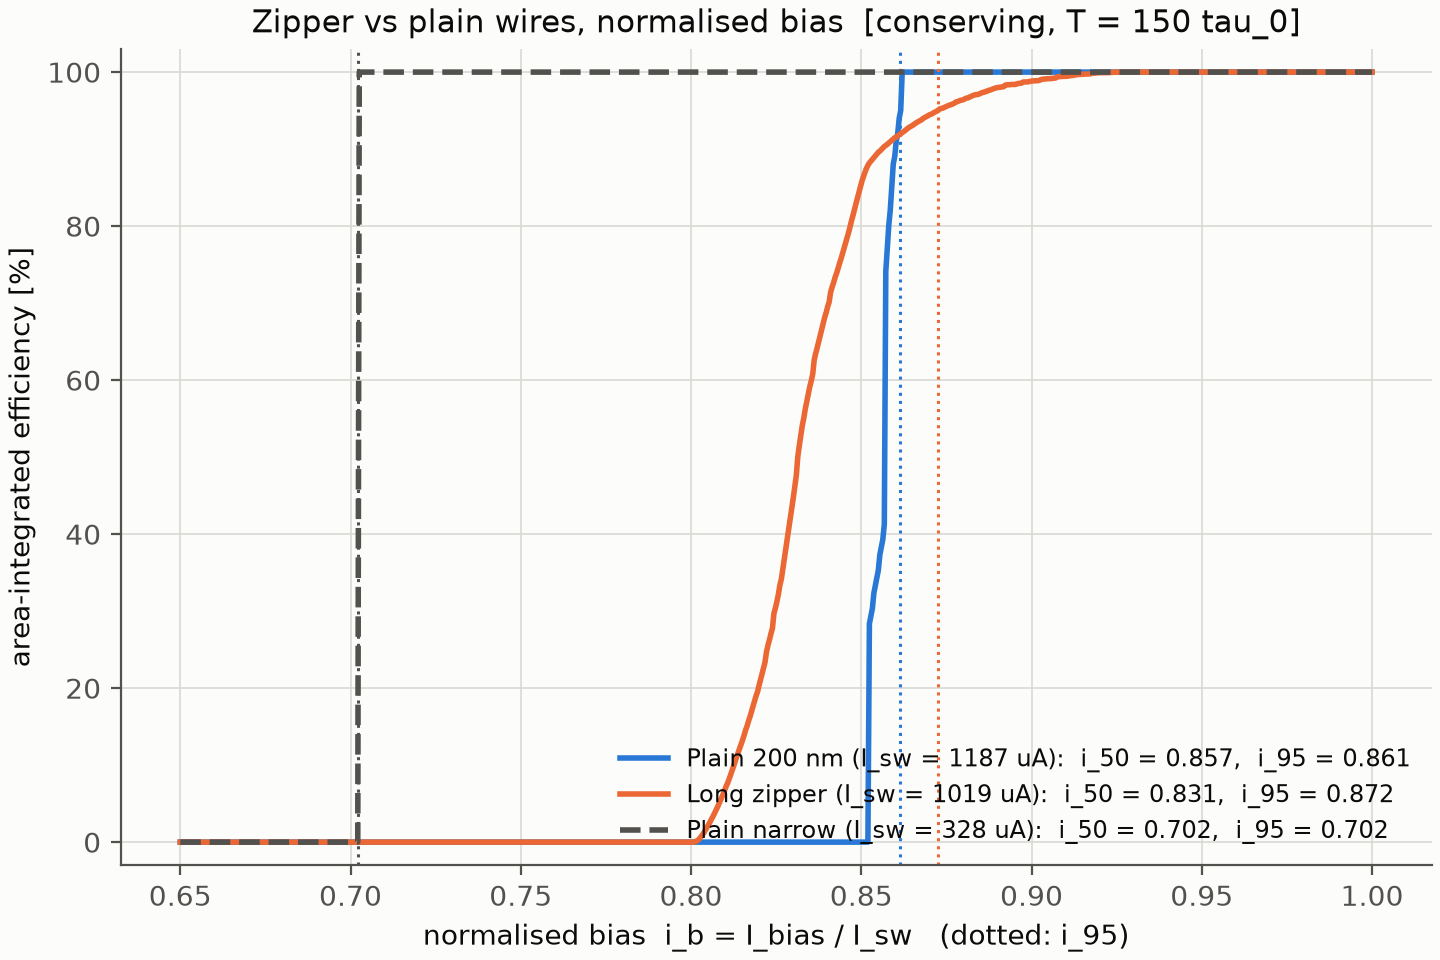 Zipper vs plain wires, normalised bias  [conserving, T = 150 tau_0]
area-integrated efficiency [%]
100
80
60
40
20
0
Plain 200 nm (I_sw = 1187 uA):  i_50 = 0.857,  i_95 = 0.861
Long zipper (I_sw = 1019 uA):  i_50 = 0.831,  i_95 = 0.872
Plain narrow (I_sw = 328 uA):  i_50 = 0.702,  i_95 = 0.702
0.65 0.70 0.75 0.80 0.85 0.90 0.95 1.00
normalised bias  i_b = I_bias / I_sw   (dotted: i_95)